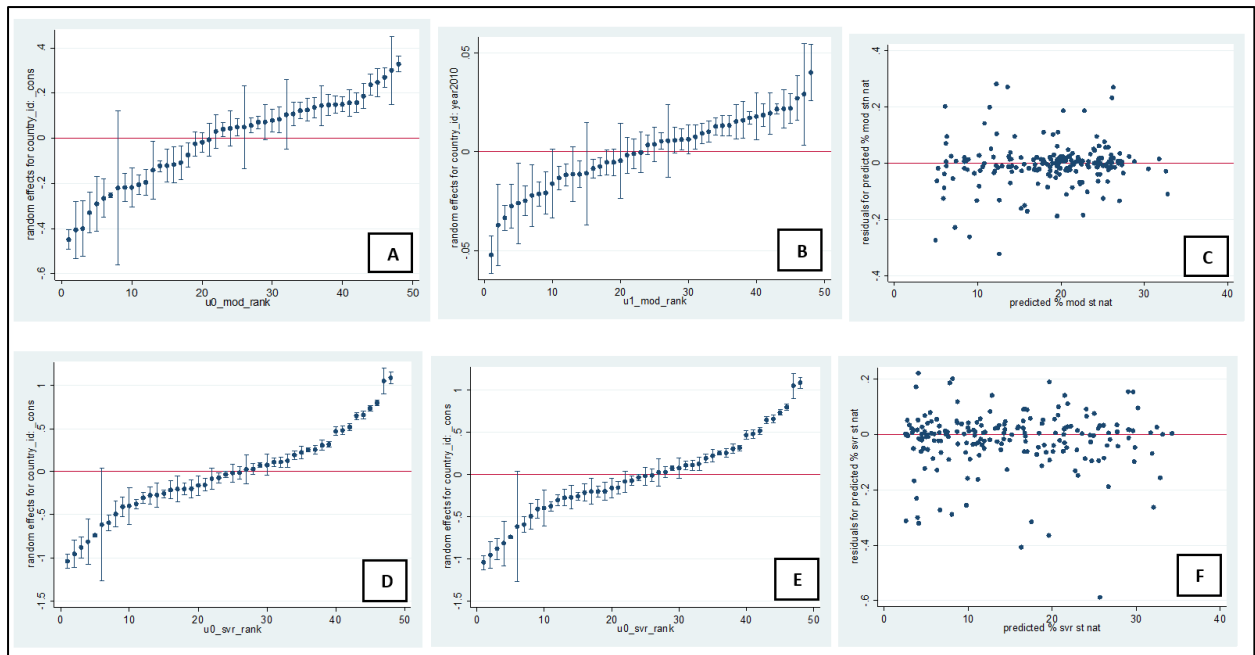 random effects for country_id: _cons
.4
.2
0
-.2
-.4
-.6
0 10 20 30 40 50
u0_mod_rank
A
random effects for country_id: year2010
.05
0
-.05
0 10 20 30 40 50
u1_mod_rank
B
residuals for predicted % mod stn nat
.4
.2
0
-.2
-.4
0 10 20 30 40
predicted % mod st nat
C
random effects for country_id: _cons
1
.5
0
-.5
-1
-1.5
0 10 20 30 40 50
u0_svr_rank
D
random effects for country_id: _cons
1
.5
0
-.5
-1
-1.5
0 10 20 30 40 50
u0_svr_rank
E
residuals for predicted % svr st nat
.2
0
-.2
-.4
-.6
0 10 20 30 40
predicted % svr st nat
F